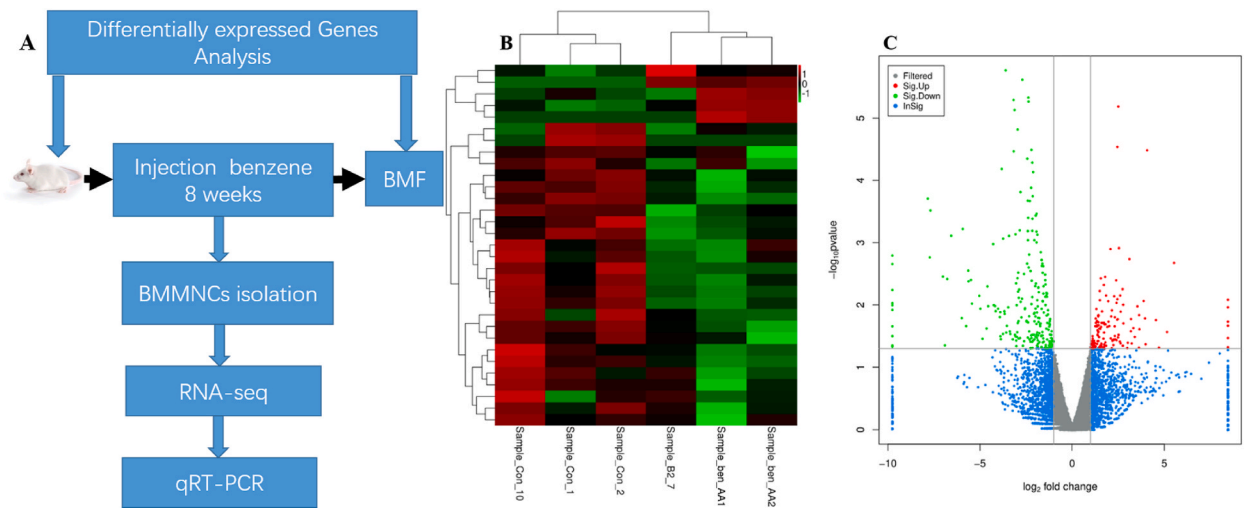 A
Differentially expressed Genes
Analysis
Injection benzene
8 weeks
BMF
BMMNCs isolation
RNA-seq
qRT-PCR
B
1
0
-1
Sample_Con_10
Sample_Con_1
Sample_Con_2
Sample_B2_7
Sample_ben_AA1
Sample_ben_AA2
C
Filtered
Sig.Up
Sig.Down
InSig
-log₁₀pvalue
5
4
3
2
1
0
-10
-5
0
5
log₂ fold change